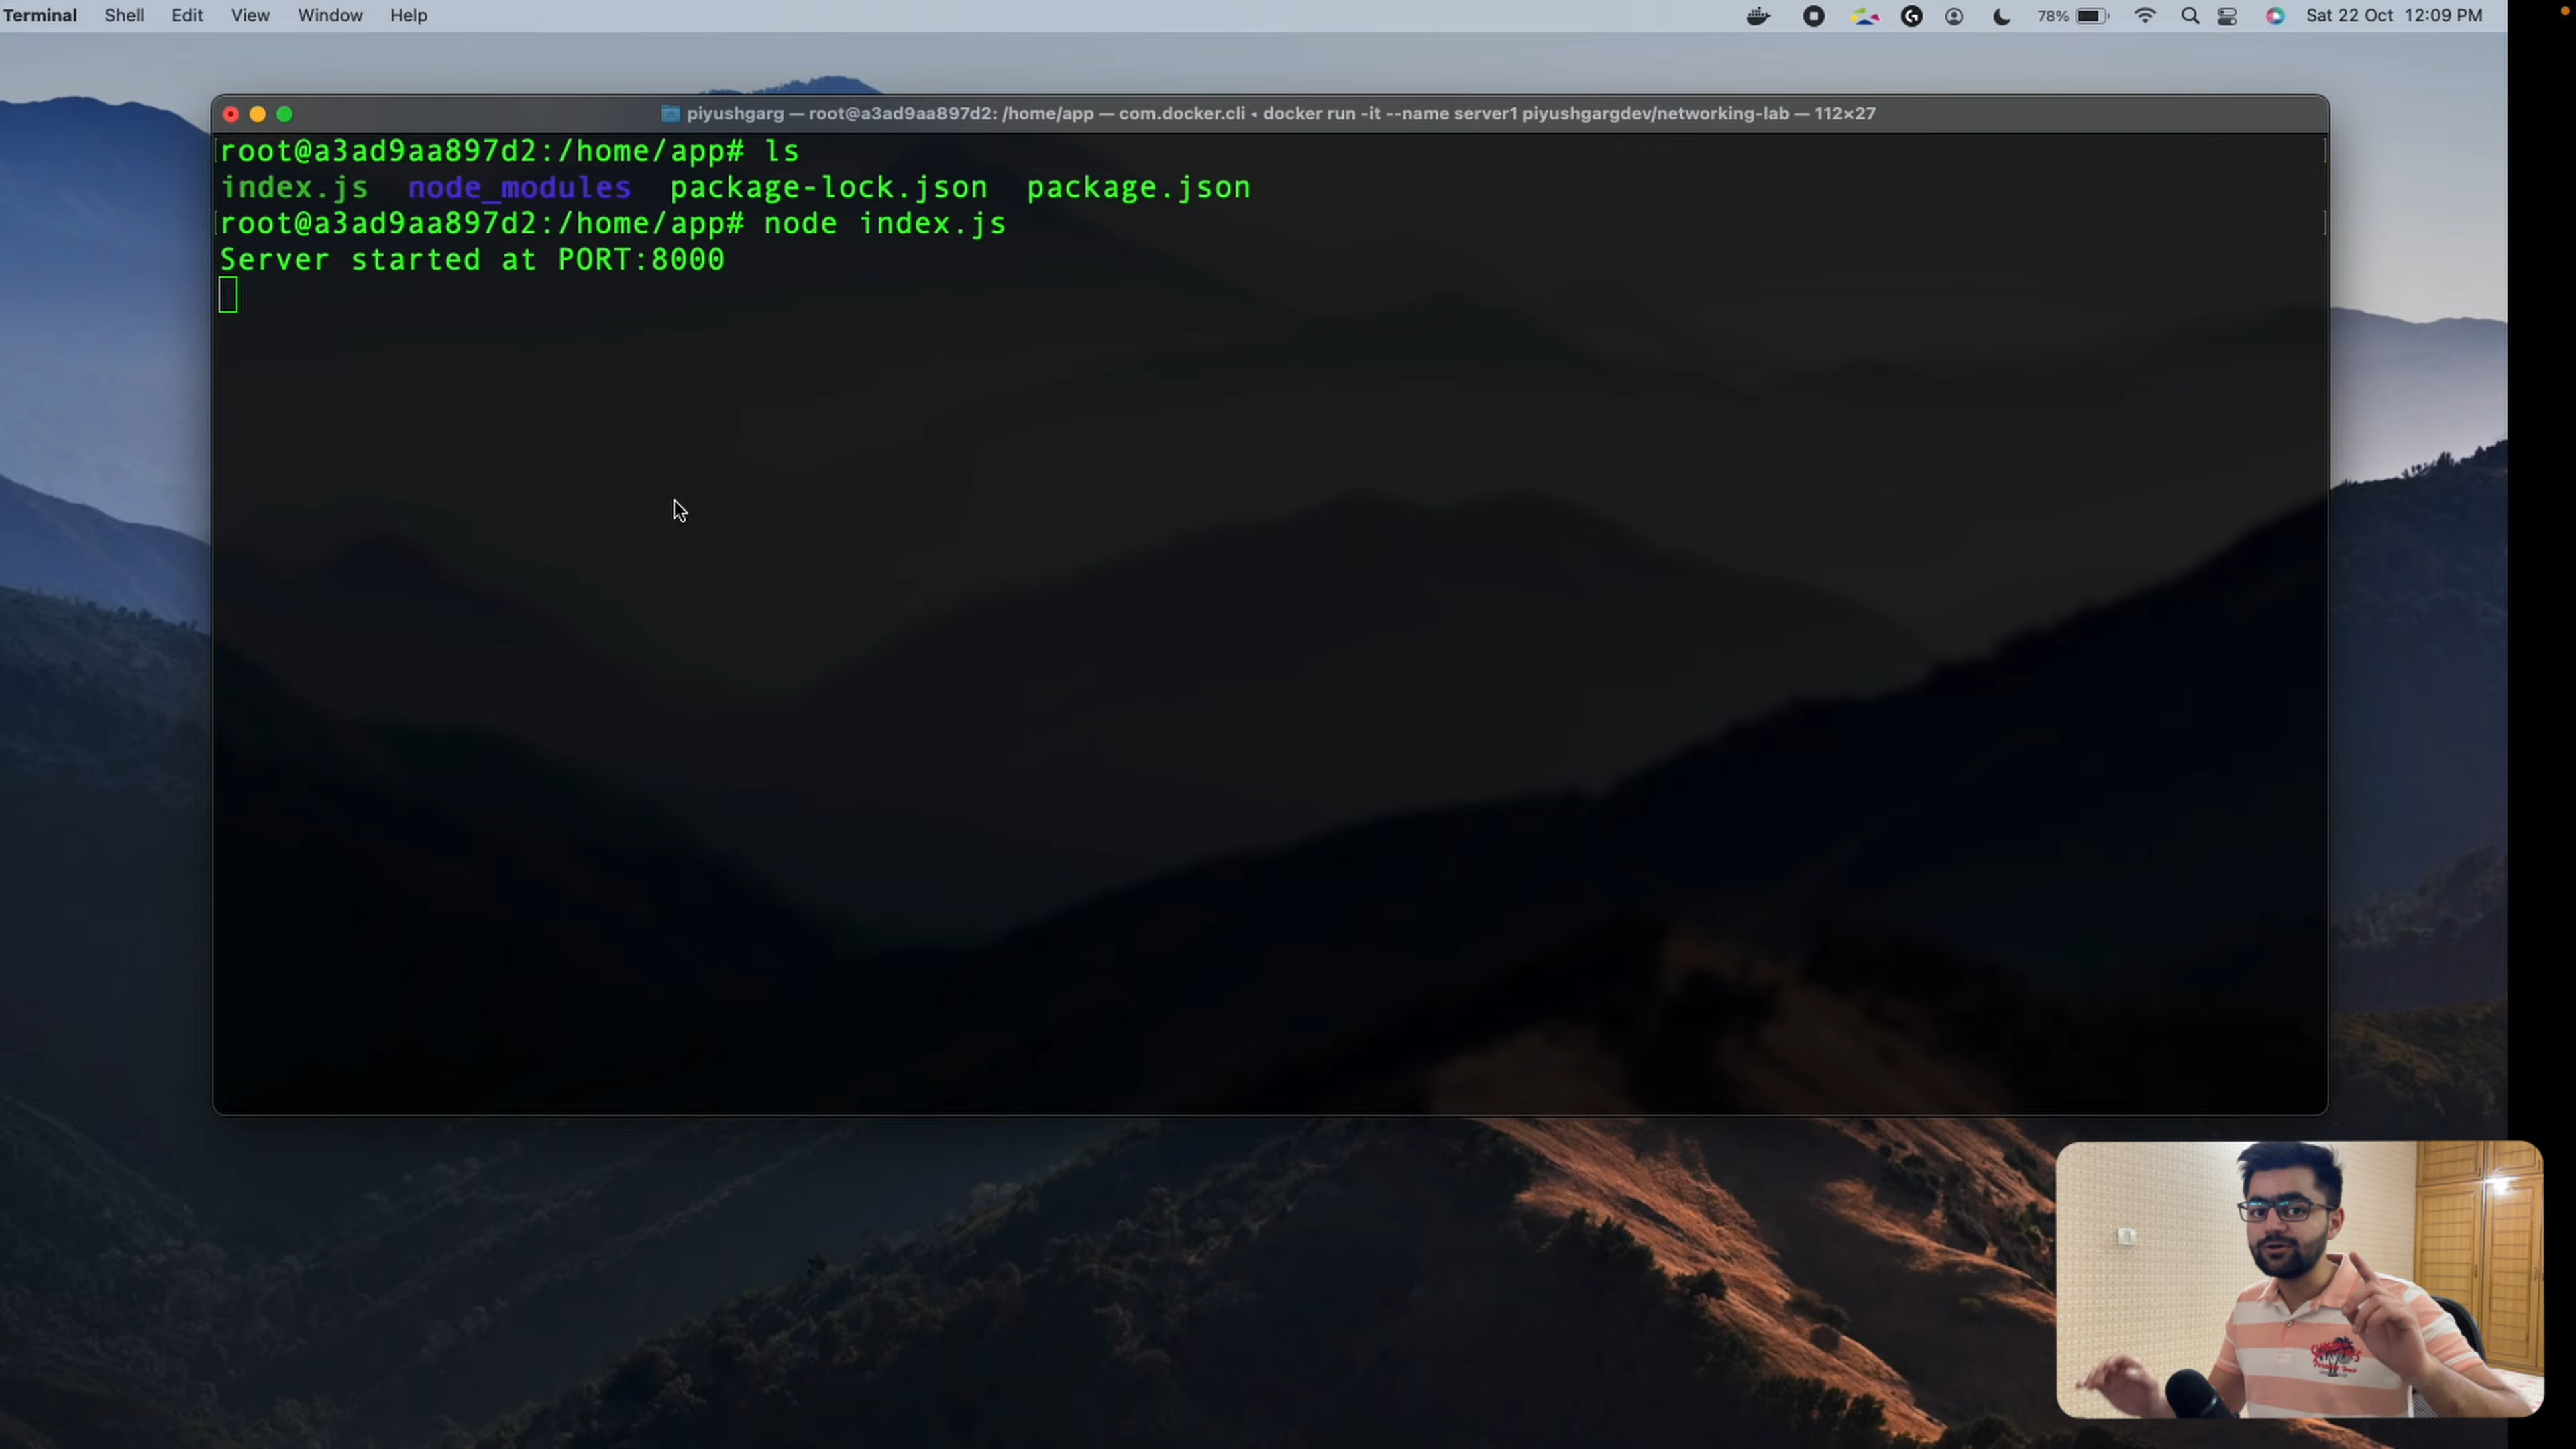 Terminal Shell Edit View Window Help 78% Sat 22 Oct 12:09 PM
piyushgarg — root@a3ad9aa897d2: /home/app — com.docker.cli ◂ docker run -it --name server1 piyushgargdev/networking-lab — 112×27
root@a3ad9aa897d2:/home/app# ls
index.js node_modules package-lock.json package.json
root@a3ad9aa897d2:/home/app# node index.js
Server started at PORT:8000